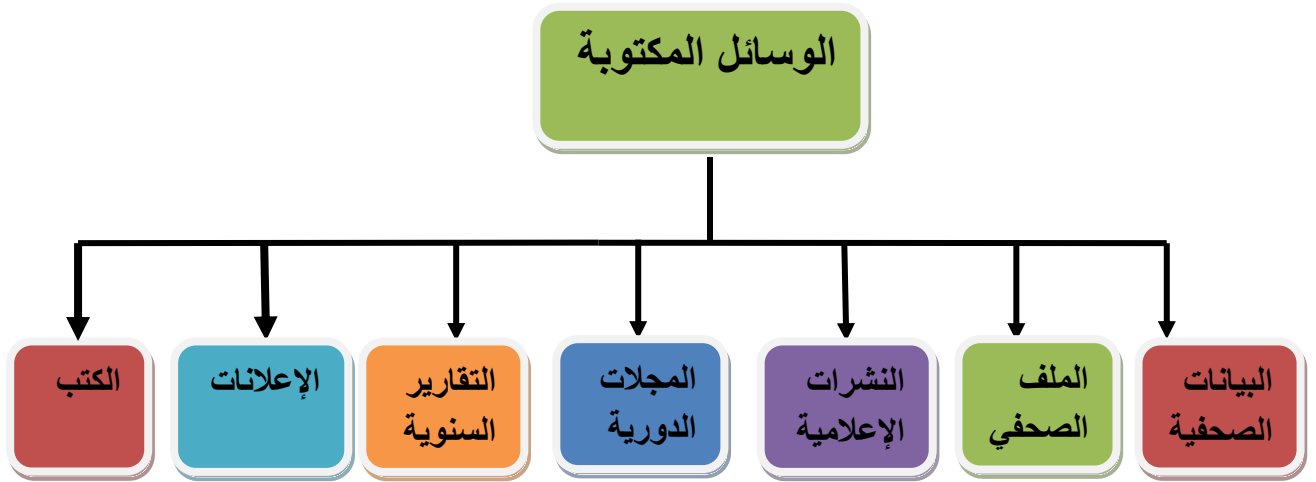 الوسائل المكتوبة
البيانات
الصحفية
الملف
الصحفي
النشرات
الإعلامية
المجلات
الدورية
التقارير
السنوية
الإعلانات
الكتب